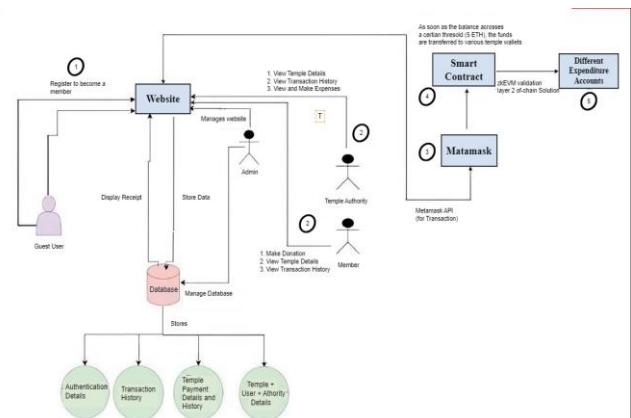 As soon as the balance acrosses
a certian thresold (5 ETH), the funds
are transferred to various temple wallets
1
Register to become a
member
Website
1. View Temple Details
2. View Transaction History
3. View and Make Expenses
Smart
Contract
zkEVM validation
layer 2 of-chain Solution
Different
Expenditure
Accounts
4
5
T
Manages website
2
3
Matamask
Admin
Temple Authority
Display Receipt
Store Data
Metamask API
(for Transaction)
2
Guest User
1. Make Donation
2. View Temple Details
3. View Transaction History
Member
Database
Manage Database
Stores
Authentication
Details
Transaction
History
Temple
Payment
Details and
History
Temple +
User + Athority
Details